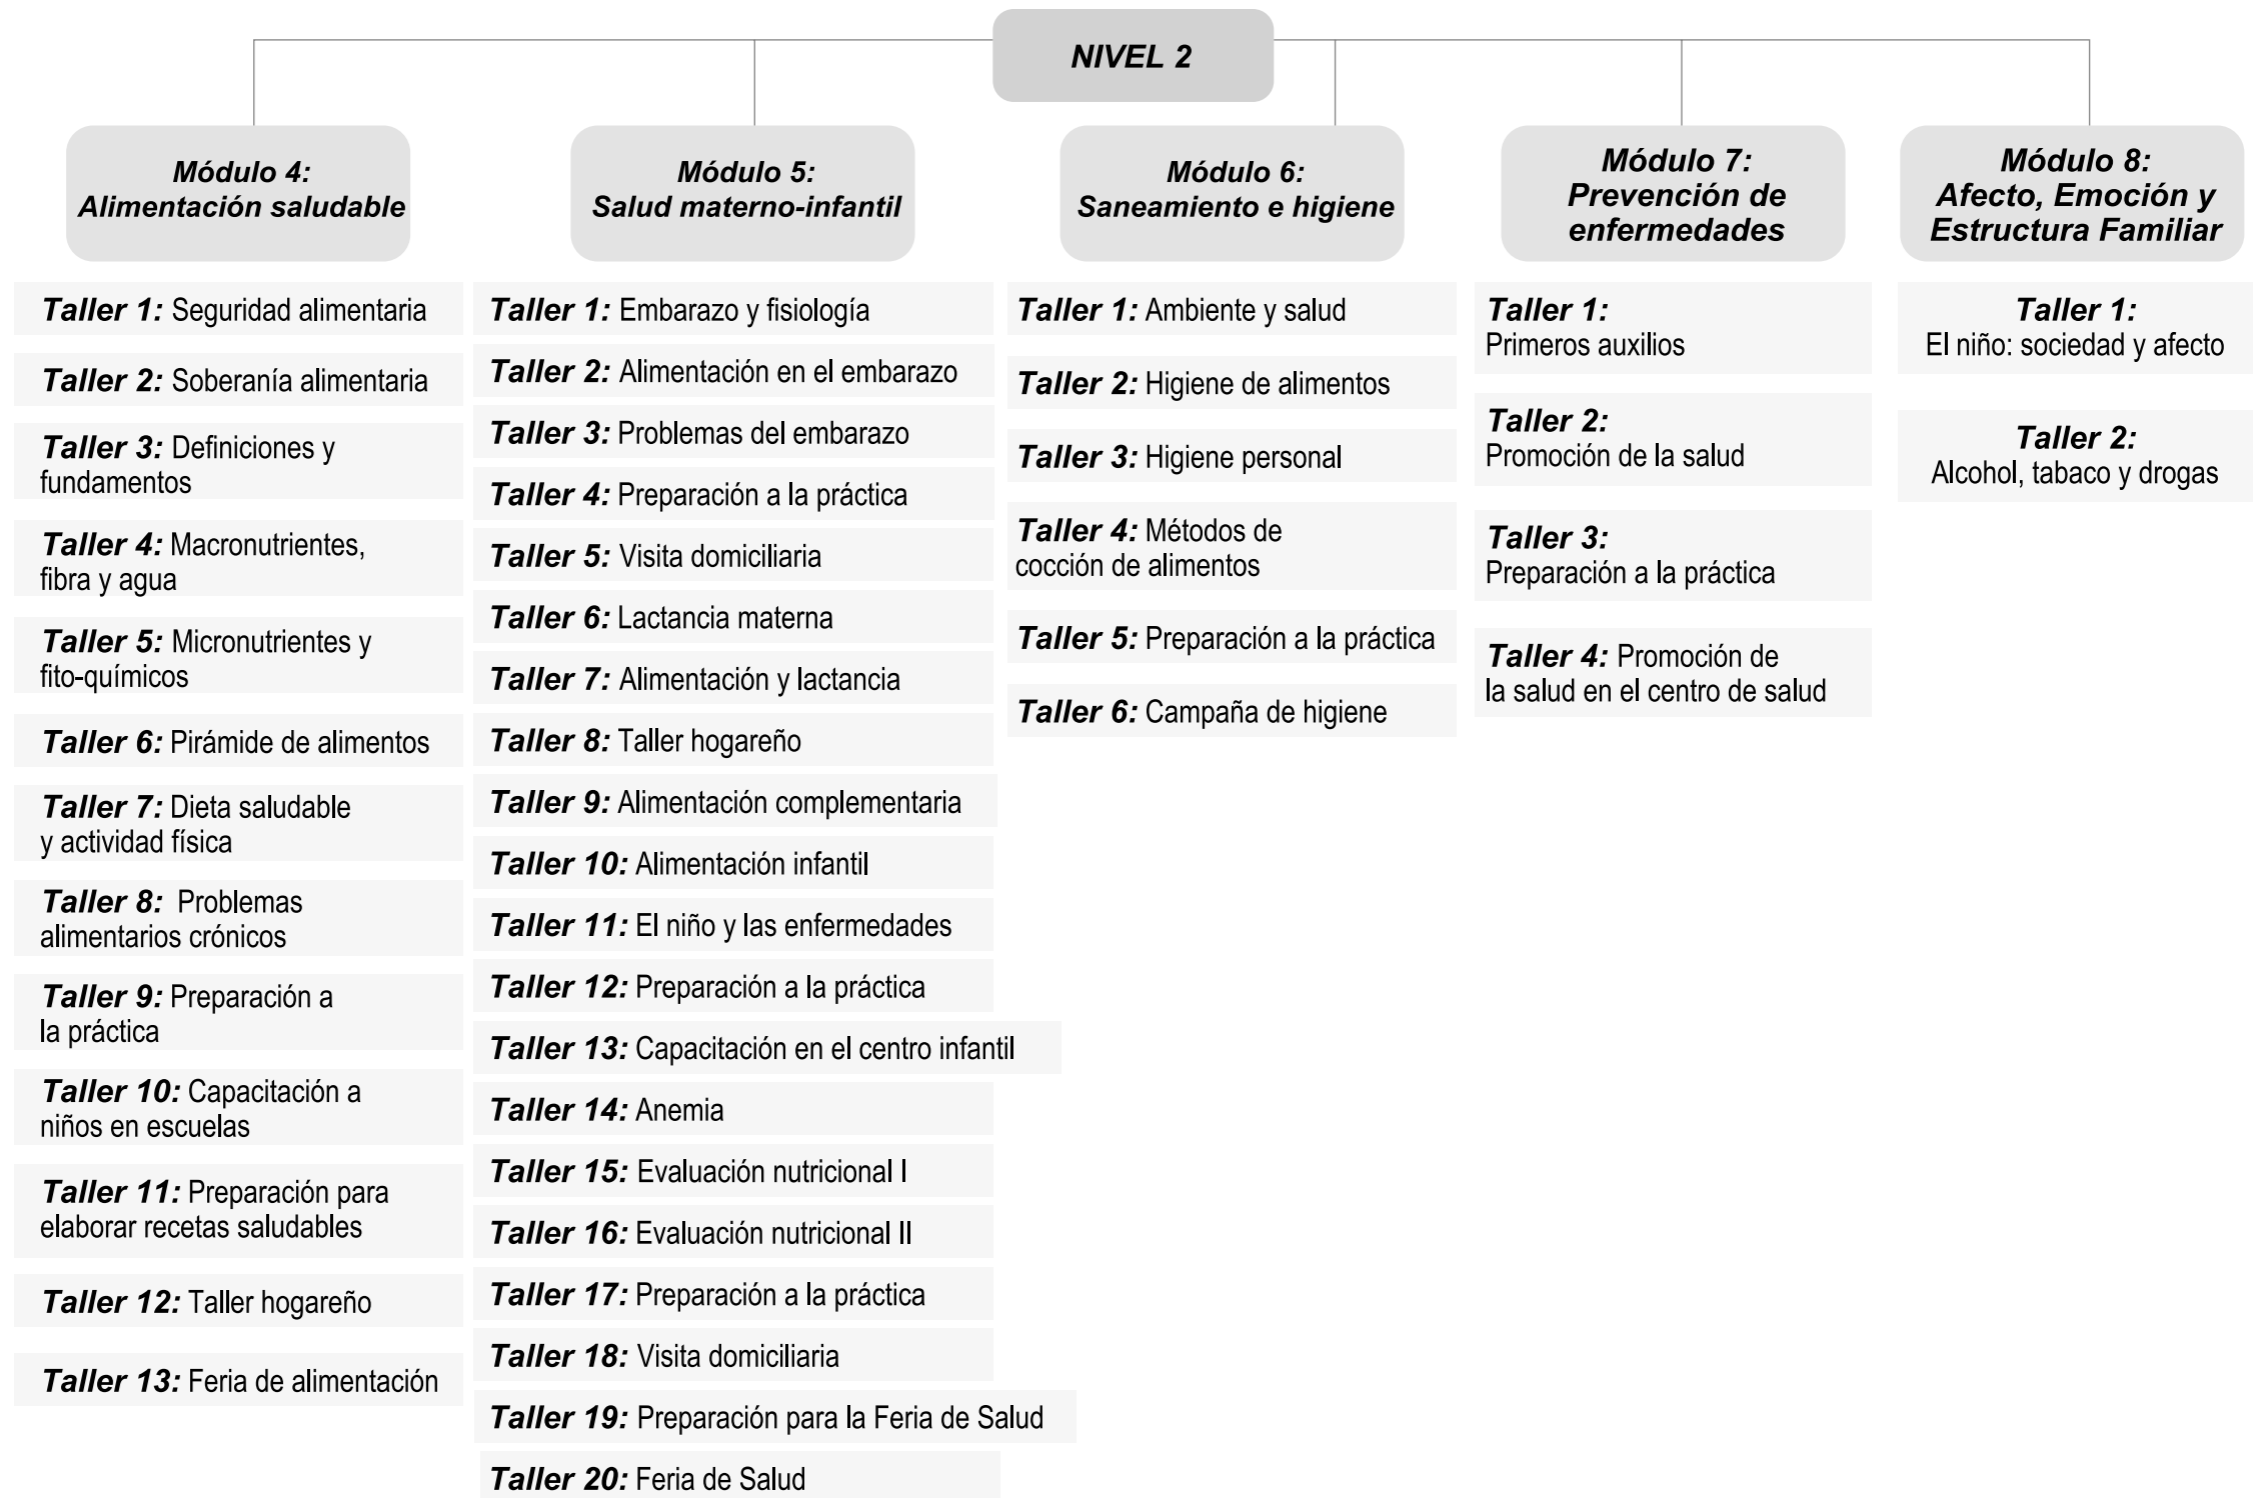 NIVEL 2
Módulo 4:
Alimentación saludable
Taller 1: Seguridad alimentaria
Taller 2: Soberanía alimentaria
Taller 3: Definiciones y
fundamentos
Taller 4: Macronutrientes,
fibra y agua
Taller 5: Micronutrientes y
fito-químicos
Taller 6: Pirámide de alimentos
Taller 7: Dieta saludable
y actividad física
Taller 8: Problemas
alimentarios crónicos
Taller 9: Preparación a
la práctica
Taller 10: Capacitación a
niños en escuelas
Taller 11: Preparación para
elaborar recetas saludables
Taller 12: Taller hogareño
Taller 13: Feria de alimentación
Módulo 5:
Salud materno-infantil
Taller 1: Embarazo y fisiología
Taller 2: Alimentación en el embarazo
Taller 3: Problemas del embarazo
Taller 4: Preparación a la práctica
Taller 5: Visita domiciliaria
Taller 6: Lactancia materna
Taller 7: Alimentación y lactancia
Taller 8: Taller hogareño
Taller 9: Alimentación complementaria
Taller 10: Alimentación infantil
Taller 11: El niño y las enfermedades
Taller 12: Preparación a la práctica
Taller 13: Capacitación en el centro infantil
Taller 14: Anemia
Taller 15: Evaluación nutricional I
Taller 16: Evaluación nutricional II
Taller 17: Preparación a la práctica
Taller 18: Visita domiciliaria
Taller 19: Preparación para la Feria de Salud
Taller 20: Feria de Salud
Módulo 6:
Saneamiento e higiene
Taller 1: Ambiente y salud
Taller 2: Higiene de alimentos
Taller 3: Higiene personal
Taller 4: Métodos de
cocción de alimentos
Taller 5: Preparación a la práctica
Taller 6: Campaña de higiene
Módulo 7:
Prevención de
enfermedades
Taller 1:
Primeros auxilios
Taller 2:
Promoción de la salud
Taller 3:
Preparación a la práctica
Taller 4: Promoción de
la salud en el centro de salud
Módulo 8:
Afecto, Emoción y
Estructura Familiar
Taller 1:
El niño: sociedad y afecto
Taller 2:
Alcohol, tabaco y drogas